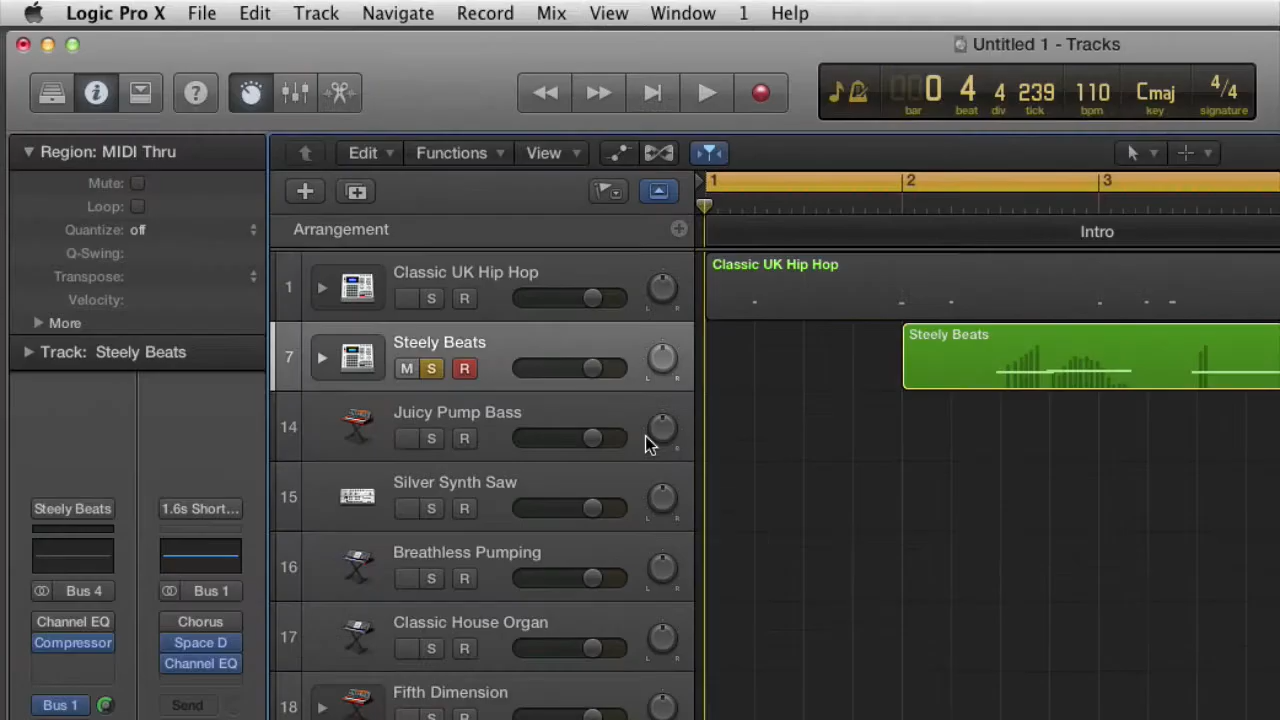 Logic Pro X File Edit Track Navigate Record Mix View Window 1 Help
Untitled 1 - Tracks
0 4 4 239 110 Cmaj 4/4
bar beat div tick bpm key signature
Region: MIDI Thru
Edit Functions View
Mute:
Loop:
Quantize: off
Q-Swing:
Transpose:
Velocity:
More
Track: Steely Beats
Steely Beats 1.6s Short...
Bus 4 Bus 1
Channel EQ Chorus
Compressor Space D
Channel EQ
Bus 1 Send
1 2 3
Arrangement
Intro
1 Classic UK Hip Hop
S R
L R
Classic UK Hip Hop
7 Steely Beats
M S R
L R
Steely Beats
14 Juicy Pump Bass
S R
R
15 Silver Synth Saw
S R
L R
16 Breathless Pumping
S R
L R
17 Classic House Organ
S R
L R
18 Fifth Dimension
S R